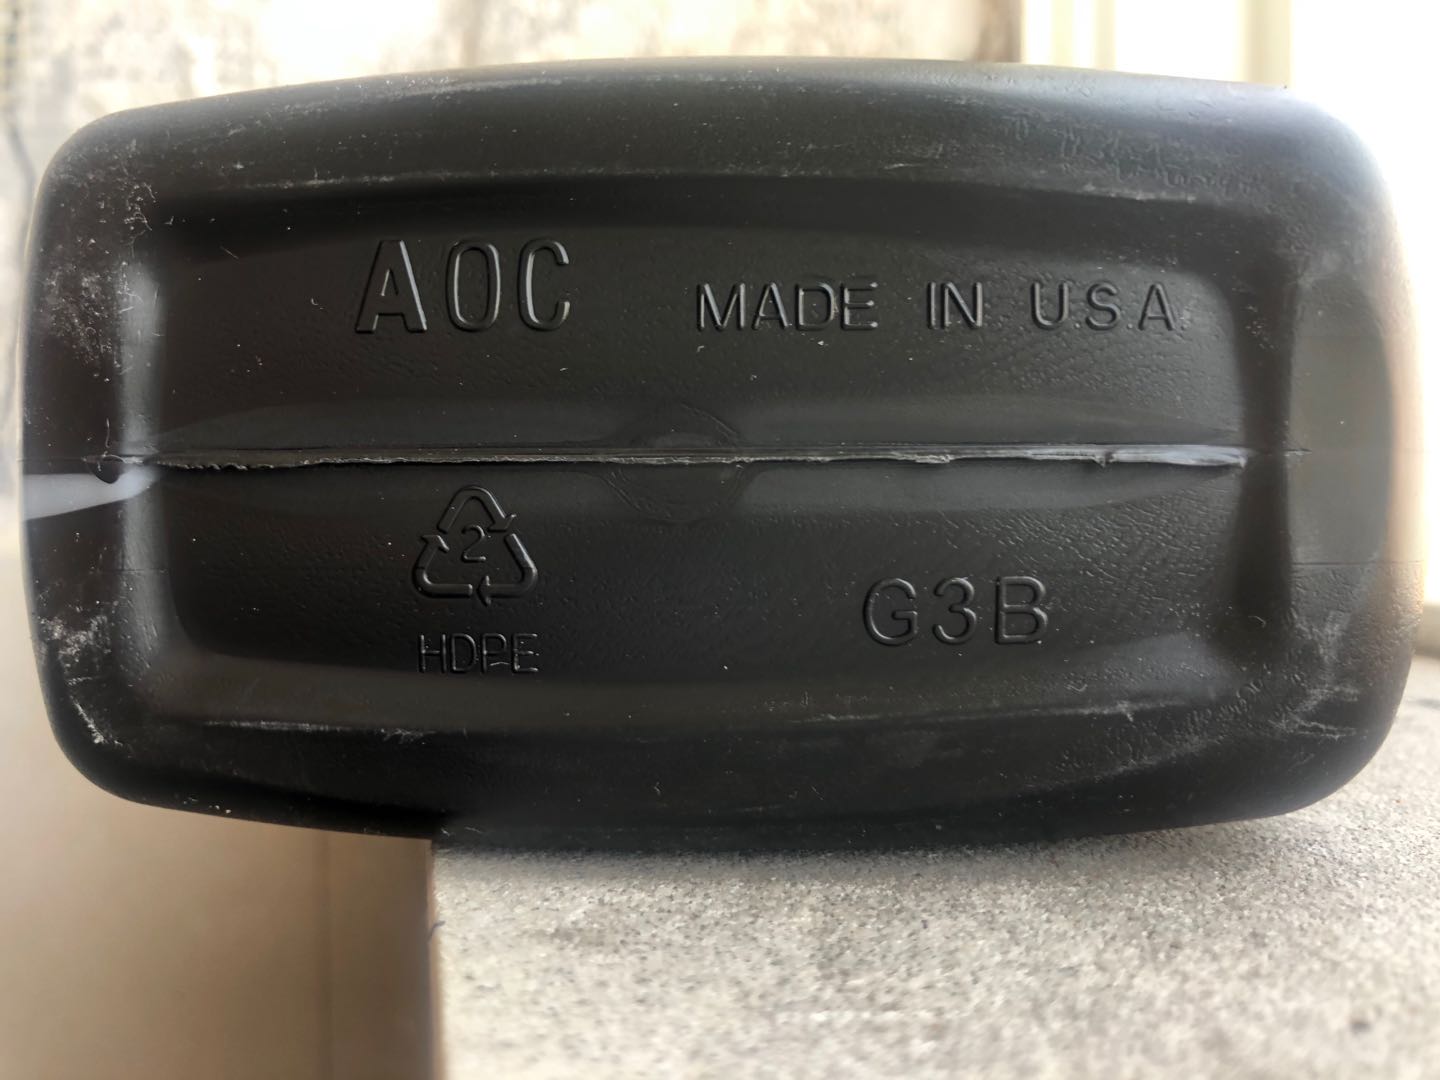 AOC MADE IN U.S.A.
2
HDPE
G3B